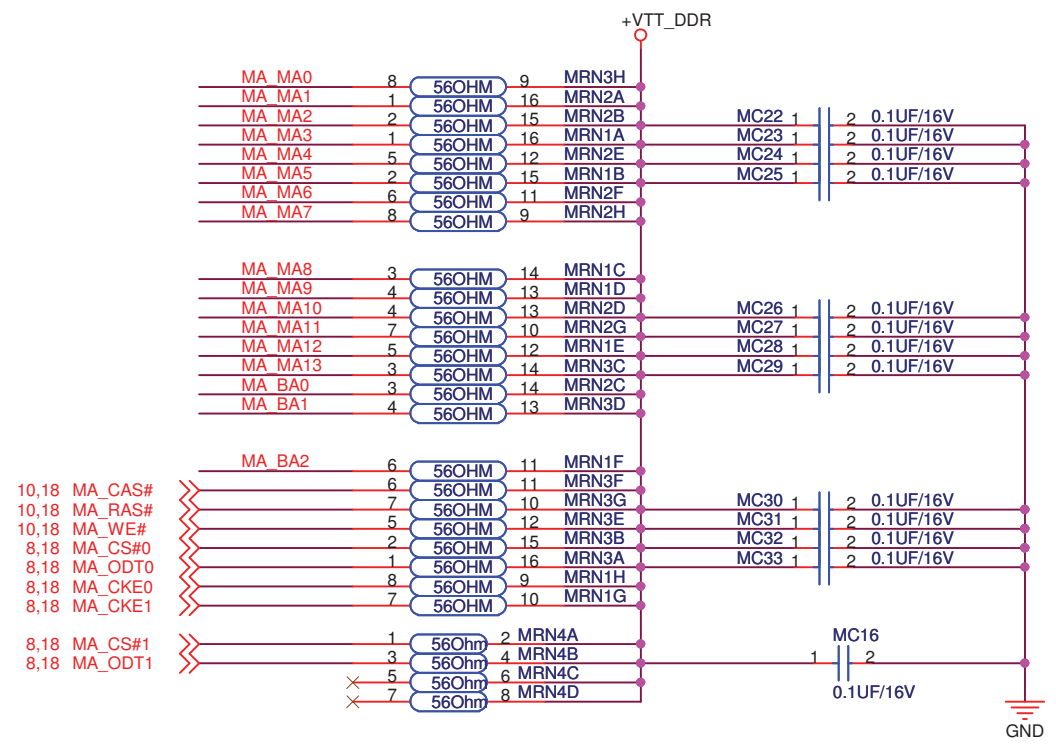 +VTT_DDR
MA_MA0 8 56OHM 9 MRN3H
MA_MA1 1 56OHM 16 MRN2A
MA_MA2 2 56OHM 15 MRN2B MC22 1 2 0.1UF/16V
MA_MA3 1 56OHM 16 MRN1A MC23 1 2 0.1UF/16V
MA_MA4 5 56OHM 12 MRN2E MC24 1 2 0.1UF/16V
MA_MA5 2 56OHM 15 MRN1B MC25 1 2 0.1UF/16V
MA_MA6 6 56OHM 11 MRN2F
MA_MA7 8 56OHM 9 MRN2H
MA_MA8 3 56OHM 14 MRN1C
MA_MA9 4 56OHM 13 MRN1D
MA_MA10 4 56OHM 13 MRN2D MC26 1 2 0.1UF/16V
MA_MA11 7 56OHM 10 MRN2G MC27 1 2 0.1UF/16V
MA_MA12 5 56OHM 12 MRN1E MC28 1 2 0.1UF/16V
MA_MA13 3 56OHM 14 MRN3C MC29 1 2 0.1UF/16V
MA_BA0 3 56OHM 14 MRN2C
MA_BA1 4 56OHM 13 MRN3D
MA_BA2 6 56OHM 11 MRN1F
10,18 MA_CAS# 6 56OHM 11 MRN3F
10,18 MA_RAS# 7 56OHM 10 MRN3G MC30 1 2 0.1UF/16V
10,18 MA_WE# 5 56OHM 12 MRN3E MC31 1 2 0.1UF/16V
8,18 MA_CS#0 2 56OHM 15 MRN3B MC32 1 2 0.1UF/16V
8,18 MA_ODT0 1 56OHM 16 MRN3A MC33 1 2 0.1UF/16V
8,18 MA_CKE0 8 56OHM 9 MRN1H
8,18 MA_CKE1 7 56OHM 10 MRN1G
8,18 MA_CS#1 1 56Ohm 2 MRN4A MC16
8,18 MA_ODT1 3 56Ohm 4 MRN4B 1 2
5 56Ohm 6 MRN4C
7 56Ohm 8 MRN4D 0.1UF/16V
GND